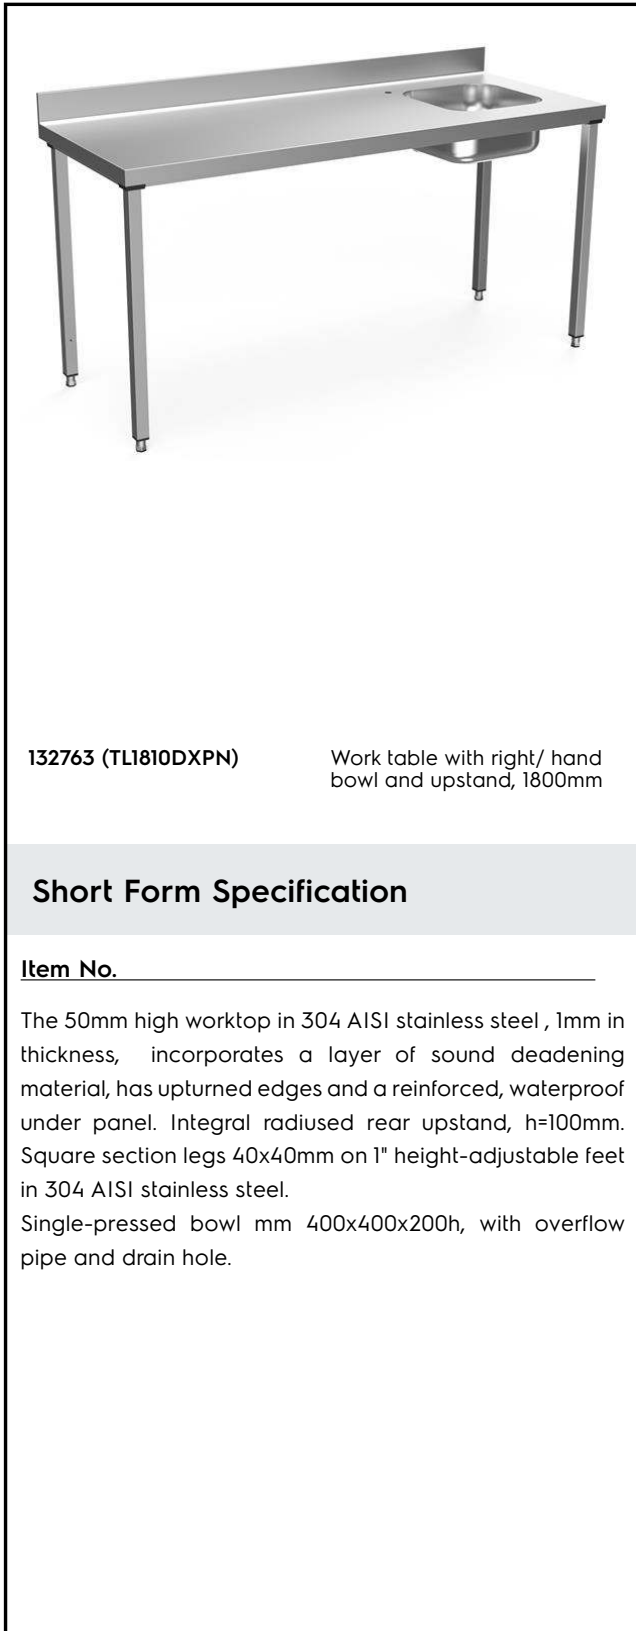 132763 (TL1810DXPN)
Work table with right/ hand
bowl and upstand, 1800mm
Short Form Specification
Item No.
The 50mm high worktop in 304 AISI stainless steel , 1mm in
thickness, incorporates a layer of sound deadening
material, has upturned edges and a reinforced, waterproof
under panel. Integral radiused rear upstand, h=100mm.
Square section legs 40x40mm on 1" height-adjustable feet
in 304 AISI stainless steel.
Single-pressed bowl mm 400x400x200h, with overflow
pipe and drain hole.